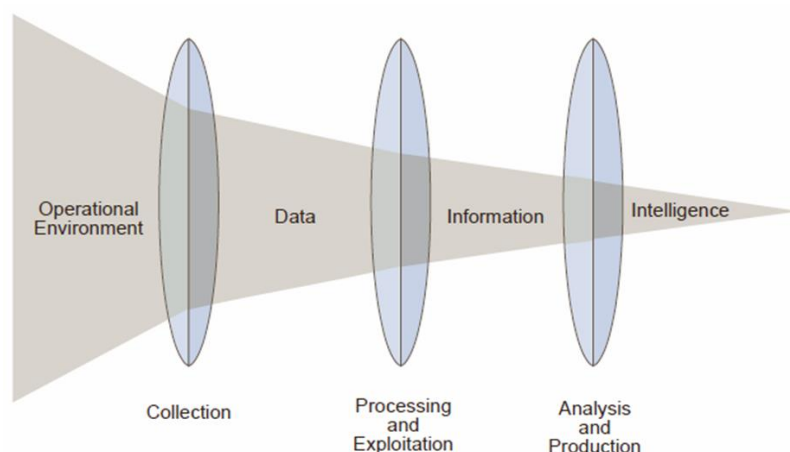 Operational
Environment
Data
Information
Intelligence
Collection
Processing
and
Exploitation
Analysis
and
Production